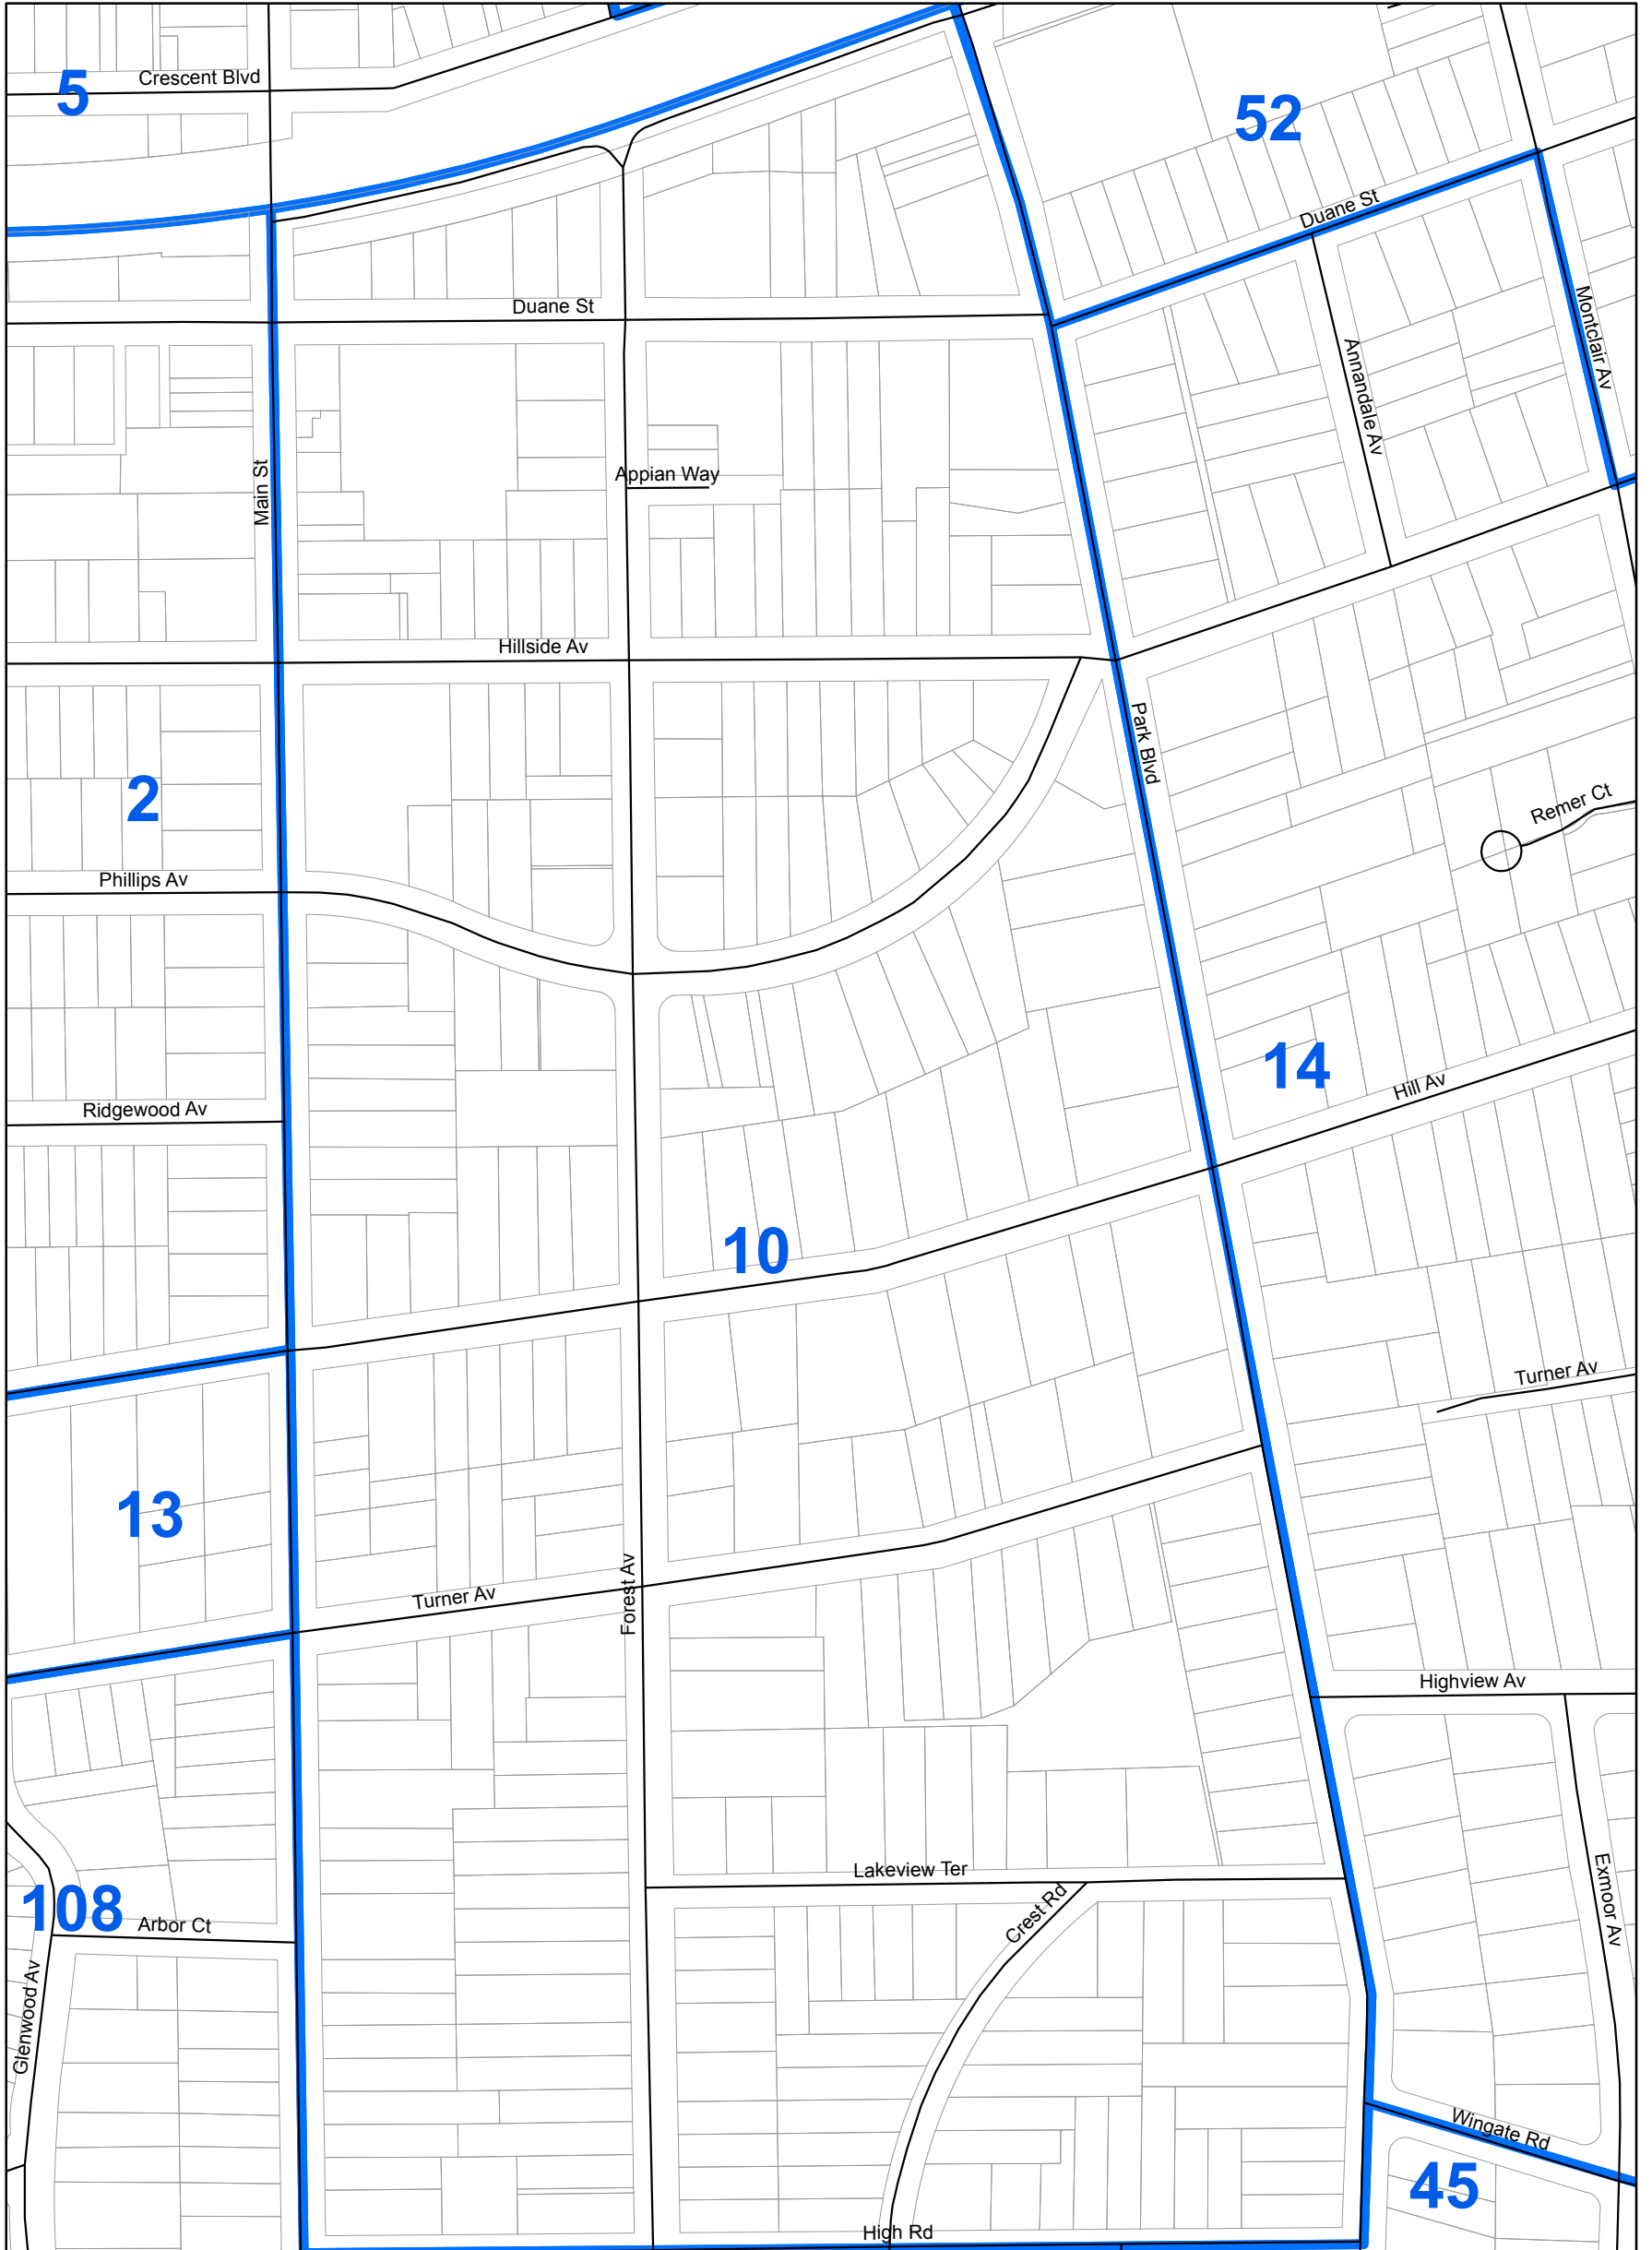 5
Crescent Blvd
52
Duane St
Duane St
Montclair Av
Annandale Av
Main St
Appian Way
Hillside Av
Park Blvd
2
Remer Ct
Phillips Av
14
Hill Av
Ridgewood Av
10
Turner Av
13
Forest Av
Turner Av
Highview Av
Lakeview Ter
Exmoor Av
108
Crest Rd
Arbor Ct
Glenwood Av
Wingate Rd
45
High Rd